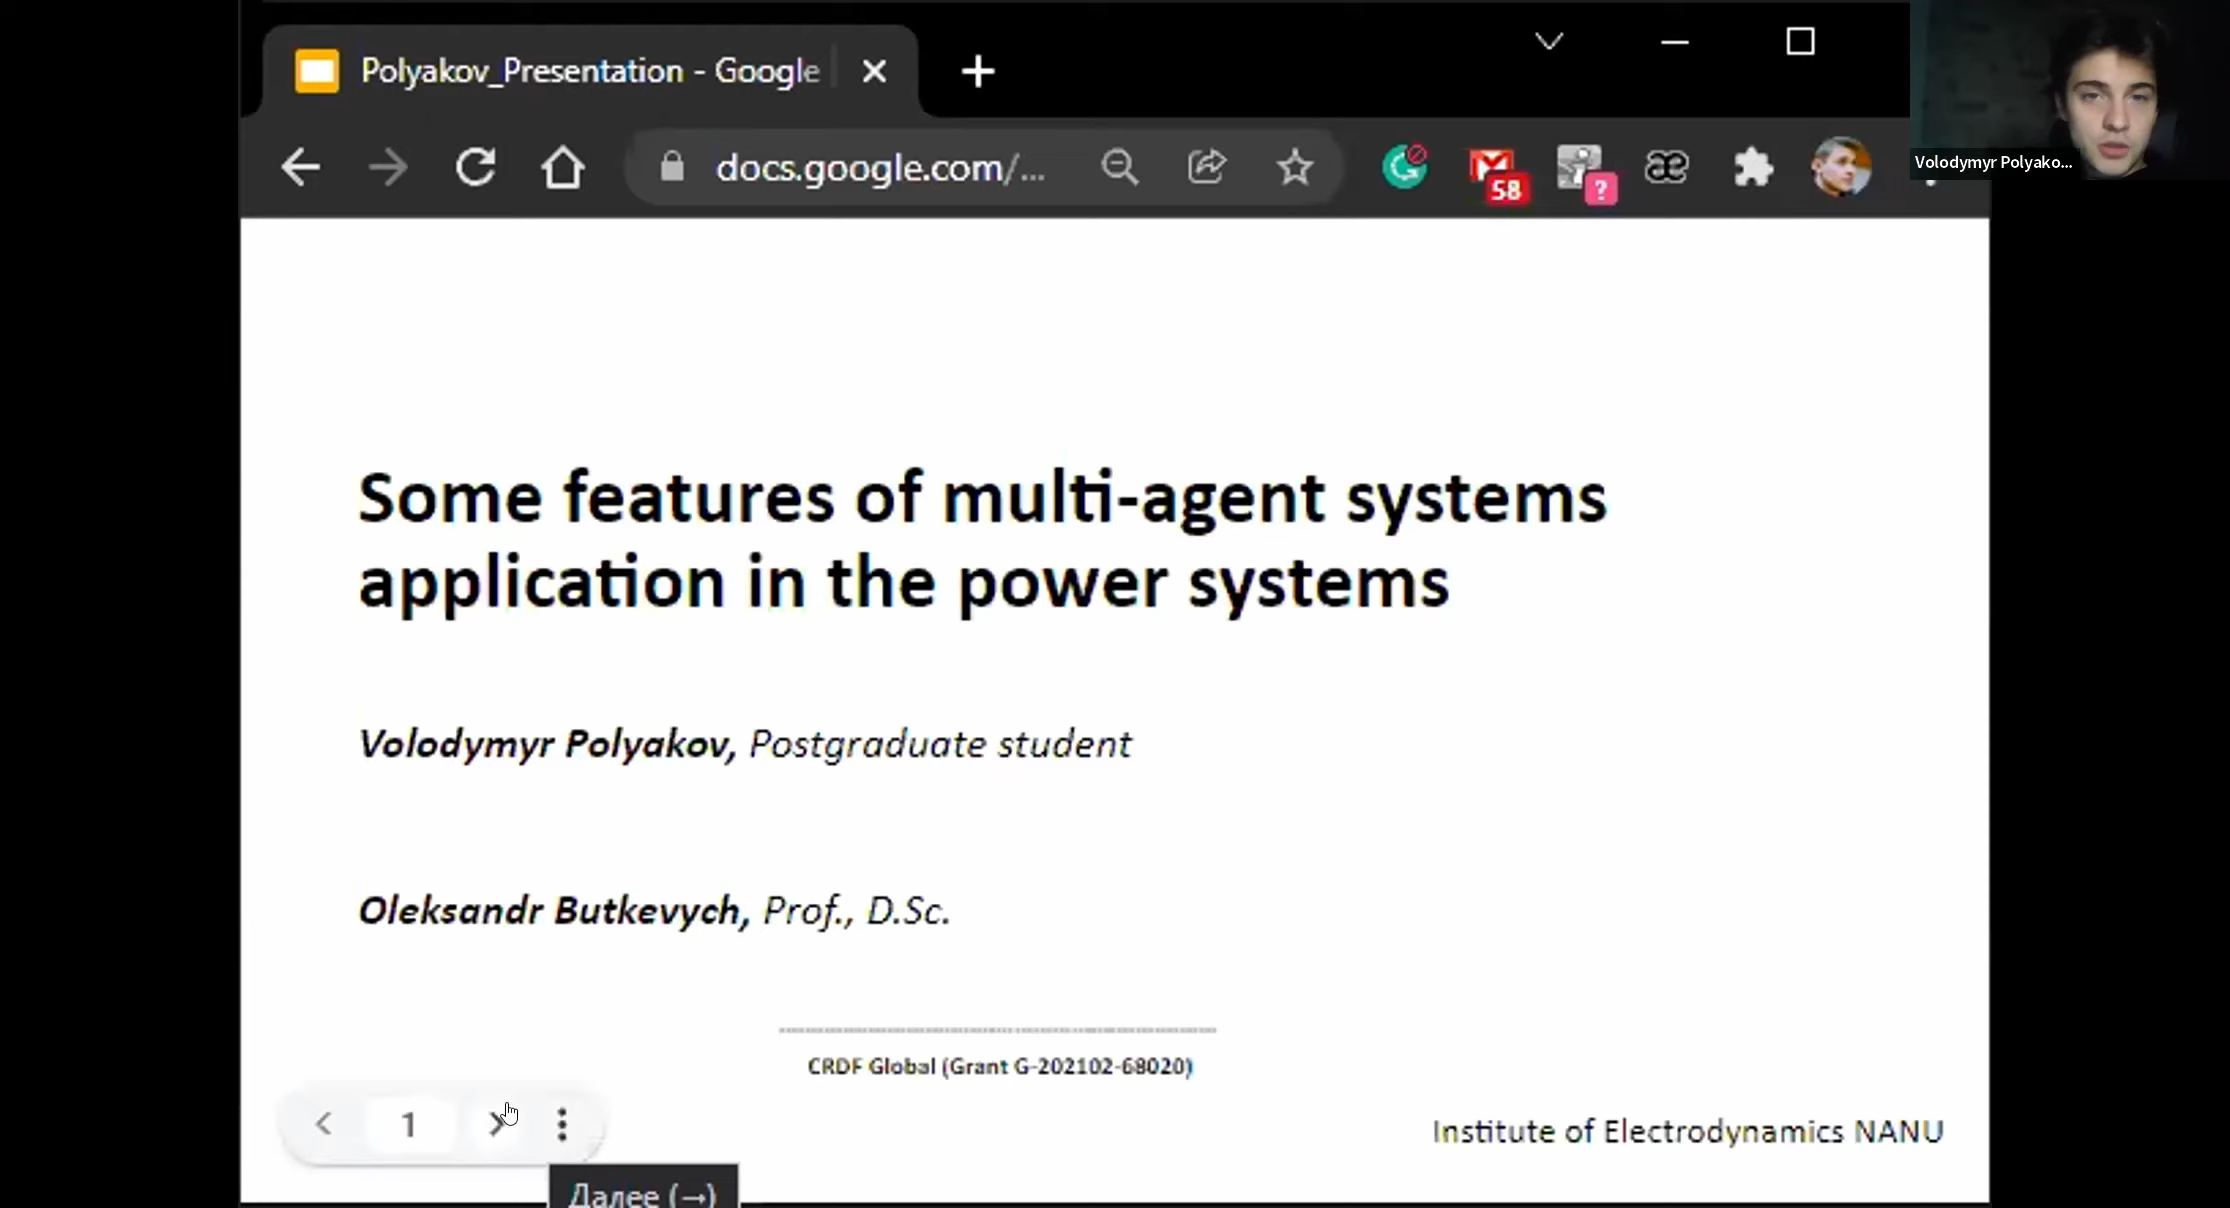 Polyakov_Presentation - Google
docs.google.com/...
58
?
æ
Volodymyr Polyako...
Some features of multi-agent systems
application in the power systems
Volodymyr Polyakov, Postgraduate student
Oleksandr Butkevych, Prof., D.Sc.
CRDF Global (Grant G-202102-68020)
1
Institute of Electrodynamics NANU
Далее (→)